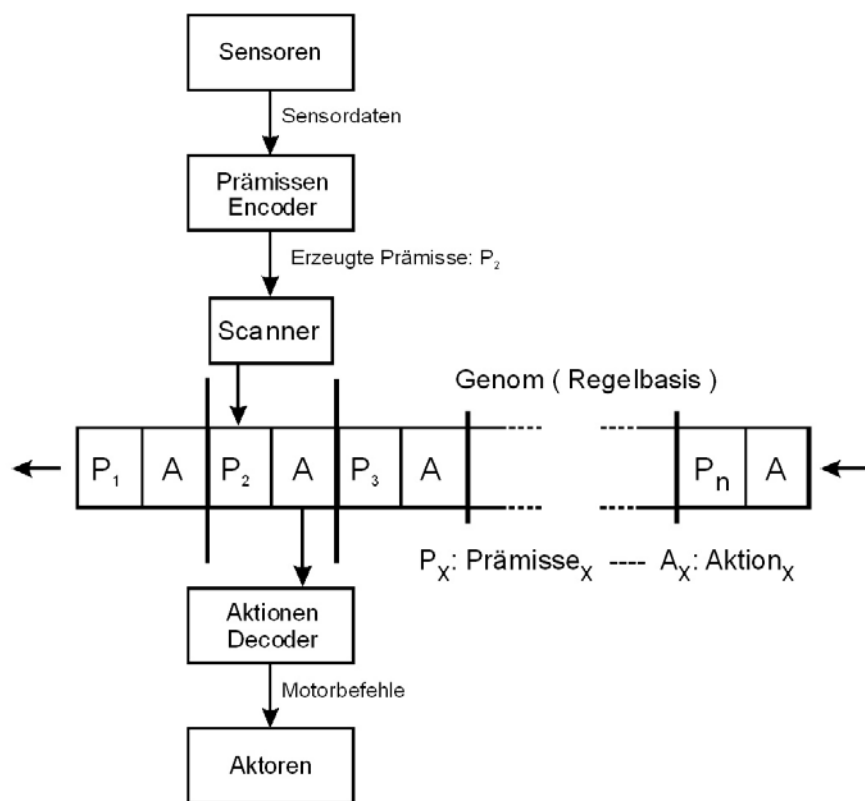 Sensoren
Sensordaten
Prämissen
Encoder
Erzeugte Prämisse: P₂
Scanner
Genom ( Regelbasis )
P₁ A P₂ A P₃ A Pn A
Pₓ: Prämisseₓ ---- Aₓ: Aktionₓ
Aktionen
Decoder
Motorbefehle
Aktoren